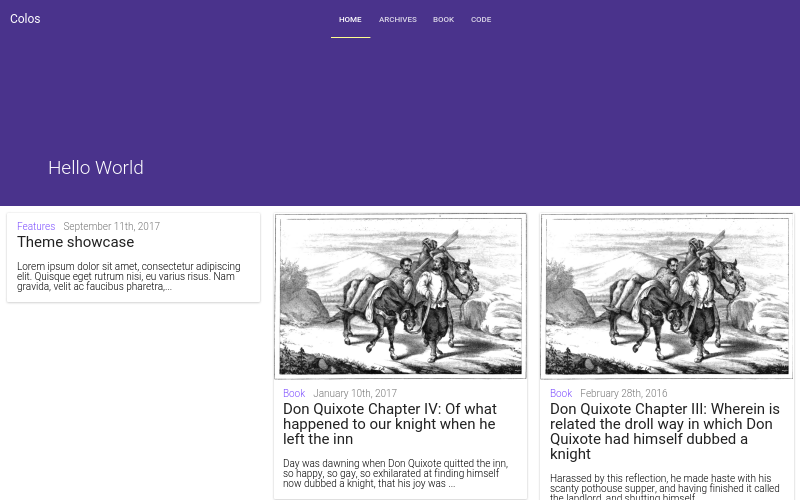 Colos
HOME ARCHIVES BOOK CODE
Hello World
Features September 11th, 2017
Theme showcase
Lorem ipsum dolor sit amet, consectetur adipiscing
elit. Quisque eget rutrum nisi, eu varius risus. Nam
gravida, velit ac faucibus pharetra,...
Book January 10th, 2017
Don Quixote Chapter IV: Of what
happened to our knight when he
left the inn
Day was dawning when Don Quixote quitted the inn,
so happy, so gay, so exhilarated at finding himself
now dubbed a knight, that his joy was ...
Book February 28th, 2016
Don Quixote Chapter III: Wherein is
related the droll way in which Don
Quixote had himself dubbed a
knight
Harassed by this reflection, he made haste with his
scanty pothouse supper, and having finished it called
the landlord, and shutting himself